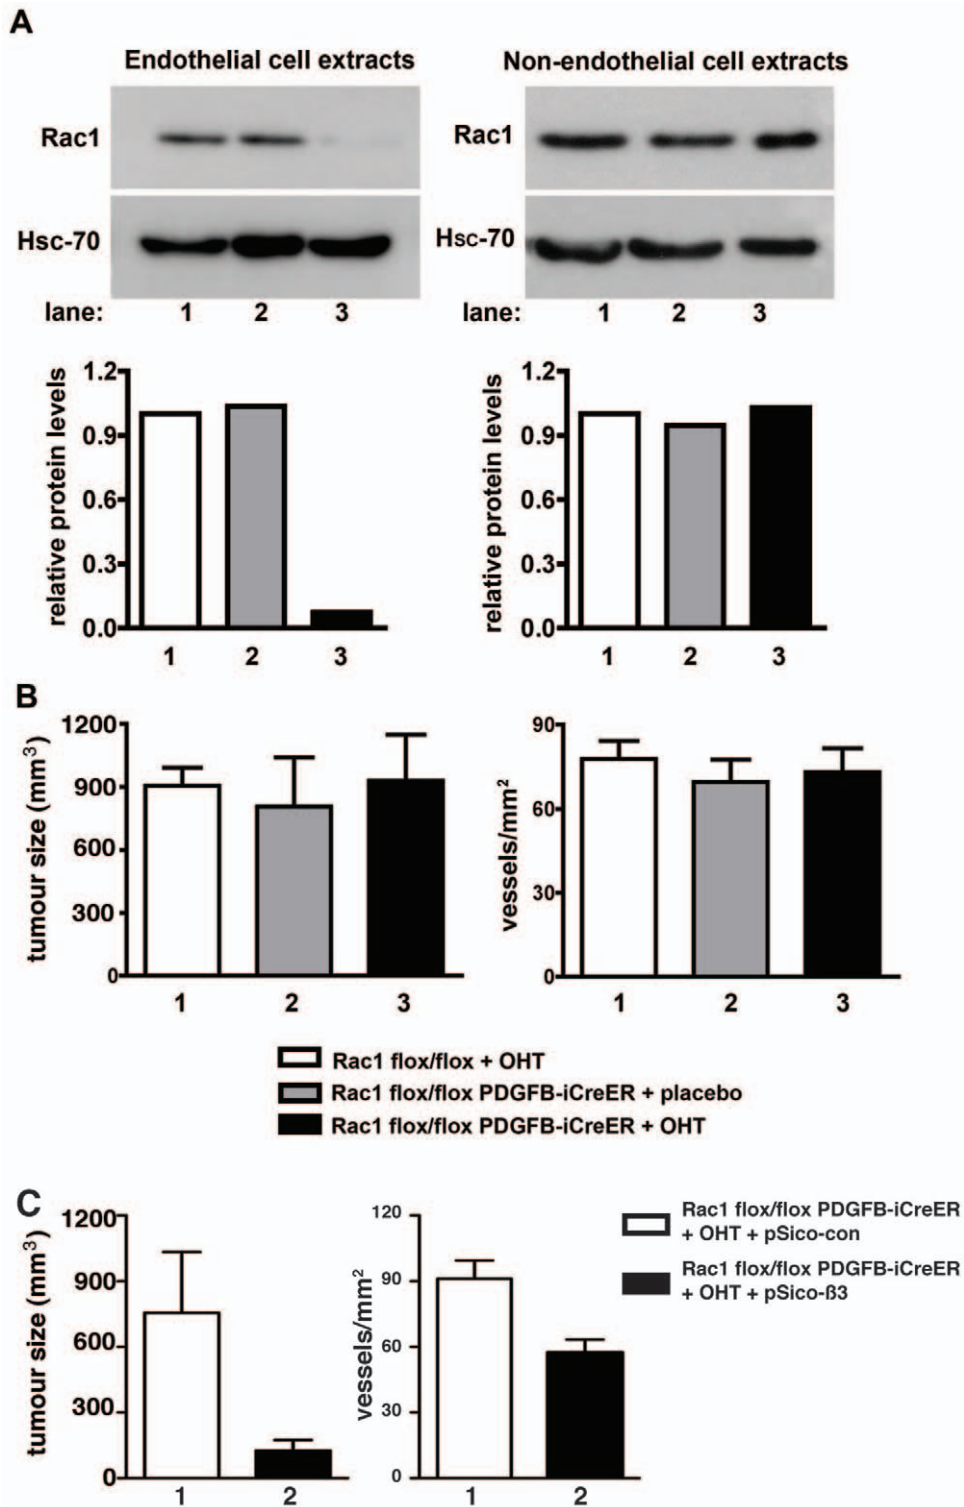 A
Endothelial cell extracts
Non-endothelial cell extracts
Rac1
Rac1
Hsc-70
Hsc-70
lane: 1 2 3
lane: 1 2 3
relative protein levels
1.2
0.9
0.6
0.3
0.0
1 2 3
relative protein levels
1.2
0.9
0.6
0.3
0.0
1 2 3
B
tumour size (mm³)
1200
900
600
300
0
1 2 3
vessels/mm²
90
60
30
0
1 2 3
Rac1 flox/flox + OHT
Rac1 flox/flox PDGFB-iCreER + placebo
Rac1 flox/flox PDGFB-iCreER + OHT
C
tumour size (mm³)
1200
900
600
300
0
1 2
vessels/mm²
120
90
60
30
0
1 2
Rac1 flox/flox PDGFB-iCreER
+ OHT + pSico-con
Rac1 flox/flox PDGFB-iCreER
+ OHT + pSico-ß3